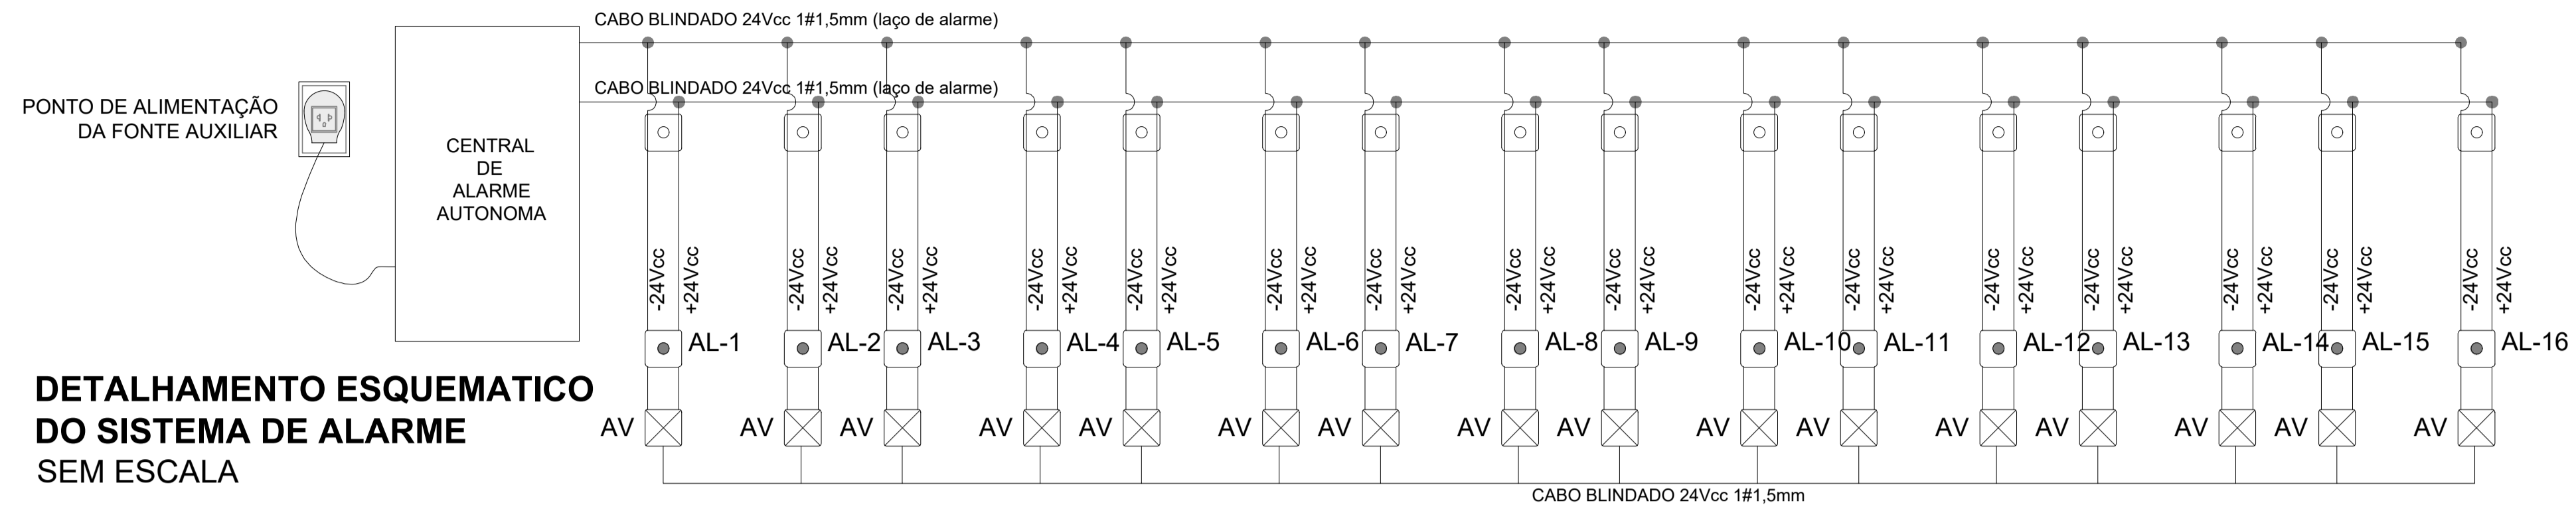 CABO BLINDADO 24Vcc 1#1,5mm (laço de alarme)
CABO BLINDADO 24Vcc 1#1,5mm (laço de alarme)
PONTO DE ALIMENTAÇÃO
DA FONTE AUXILIAR
CENTRAL
DE
ALARME
AUTONOMA
-24Vcc +24Vcc -24Vcc +24Vcc -24Vcc +24Vcc -24Vcc +24Vcc -24Vcc +24Vcc -24Vcc +24Vcc -24Vcc +24Vcc -24Vcc +24Vcc -24Vcc +24Vcc -24Vcc +24Vcc -24Vcc +24Vcc -24Vcc +24Vcc -24Vcc +24Vcc -24Vcc +24Vcc -24Vcc +24Vcc -24Vcc +24Vcc
AL-1 AL-2 AL-3 AL-4 AL-5 AL-6 AL-7 AL-8 AL-9 AL-10 AL-11 AL-12 AL-13 AL-14 AL-15 AL-16
AV AV AV AV AV AV AV AV AV AV AV AV AV AV AV AV
DETALHAMENTO ESQUEMATICO
DO SISTEMA DE ALARME
SEM ESCALA
CABO BLINDADO 24Vcc 1#1,5mm